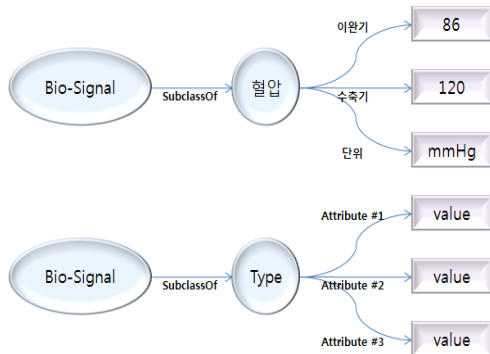 이완기
86
Bio-Signal
SubclassOf
혈압
수축기
120
단위
mmHg
Attribute #1
value
Bio-Signal
SubclassOf
Type
Attribute #2
value
Attribute #3
value